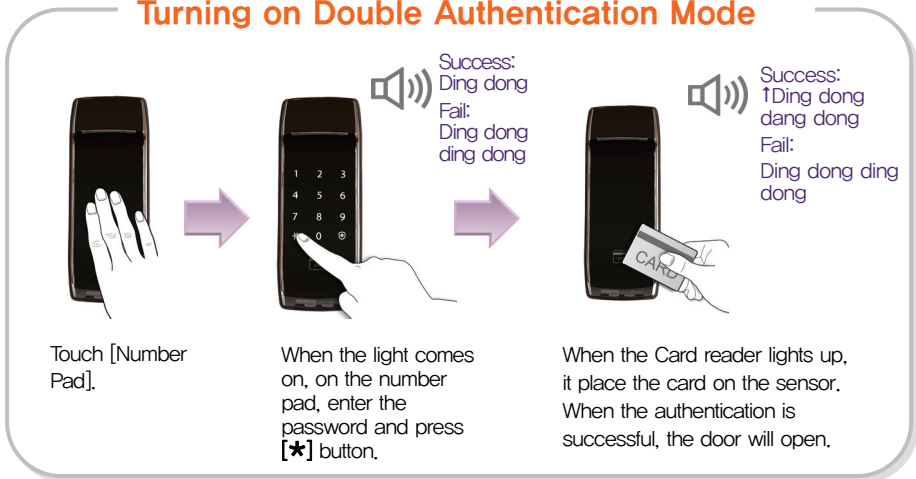 Turning on Double Authentication Mode
Success:
Ding dong
Fail:
Ding dong
ding dong
Success:
↑Ding dong
dang dong
Fail:
Ding dong ding
dong
1 2 3
4 5 6
7 8 9
* 0
CARD
Touch [Number
Pad].
When the light comes
on, on the number
pad, enter the
password and press
[★] button.
When the Card reader lights up,
it place the card on the sensor.
When the authentication is
successful, the door will open.